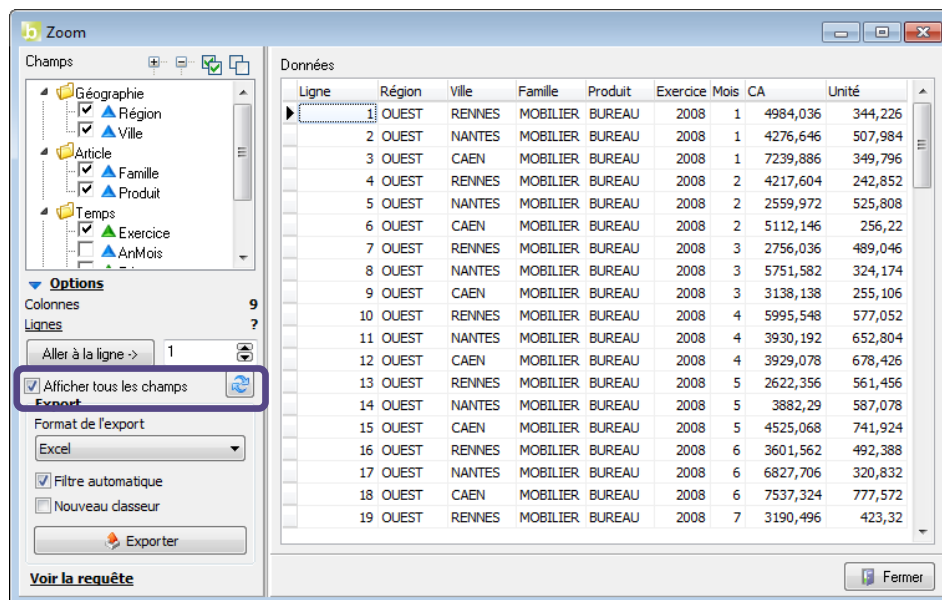 Zoom
Champs
Géographie
Région
Ville
Article
Famille
Produit
Temps
Exercice
AnMois
Options
Colonnes 9
Lignes ?
Aller à la ligne -> 1
Afficher tous les champs
Export
Format de l'export
Excel
Filtre automatique
Nouveau classeur
Exporter
Voir la requête
Données
Ligne Région Ville Famille Produit Exercice Mois CA Unité
1 OUEST RENNES MOBILIER BUREAU 2008 1 4984,036 344,226
2 OUEST NANTES MOBILIER BUREAU 2008 1 4276,646 507,984
3 OUEST CAEN MOBILIER BUREAU 2008 1 7239,886 349,796
4 OUEST RENNES MOBILIER BUREAU 2008 2 4217,604 242,852
5 OUEST NANTES MOBILIER BUREAU 2008 2 2559,972 525,808
6 OUEST CAEN MOBILIER BUREAU 2008 2 5112,146 256,22
7 OUEST RENNES MOBILIER BUREAU 2008 3 2756,036 489,046
8 OUEST NANTES MOBILIER BUREAU 2008 3 5751,582 324,174
9 OUEST CAEN MOBILIER BUREAU 2008 3 3138,138 255,106
10 OUEST RENNES MOBILIER BUREAU 2008 4 5995,548 577,052
11 OUEST NANTES MOBILIER BUREAU 2008 4 3930,192 652,804
12 OUEST CAEN MOBILIER BUREAU 2008 4 3929,078 678,426
13 OUEST RENNES MOBILIER BUREAU 2008 5 2622,356 561,456
14 OUEST NANTES MOBILIER BUREAU 2008 5 3882,29 587,078
15 OUEST CAEN MOBILIER BUREAU 2008 5 4525,068 741,924
16 OUEST RENNES MOBILIER BUREAU 2008 6 3601,562 492,388
17 OUEST NANTES MOBILIER BUREAU 2008 6 6827,706 320,832
18 OUEST CAEN MOBILIER BUREAU 2008 6 7537,324 777,572
19 OUEST RENNES MOBILIER BUREAU 2008 7 3190,496 423,32
Fermer